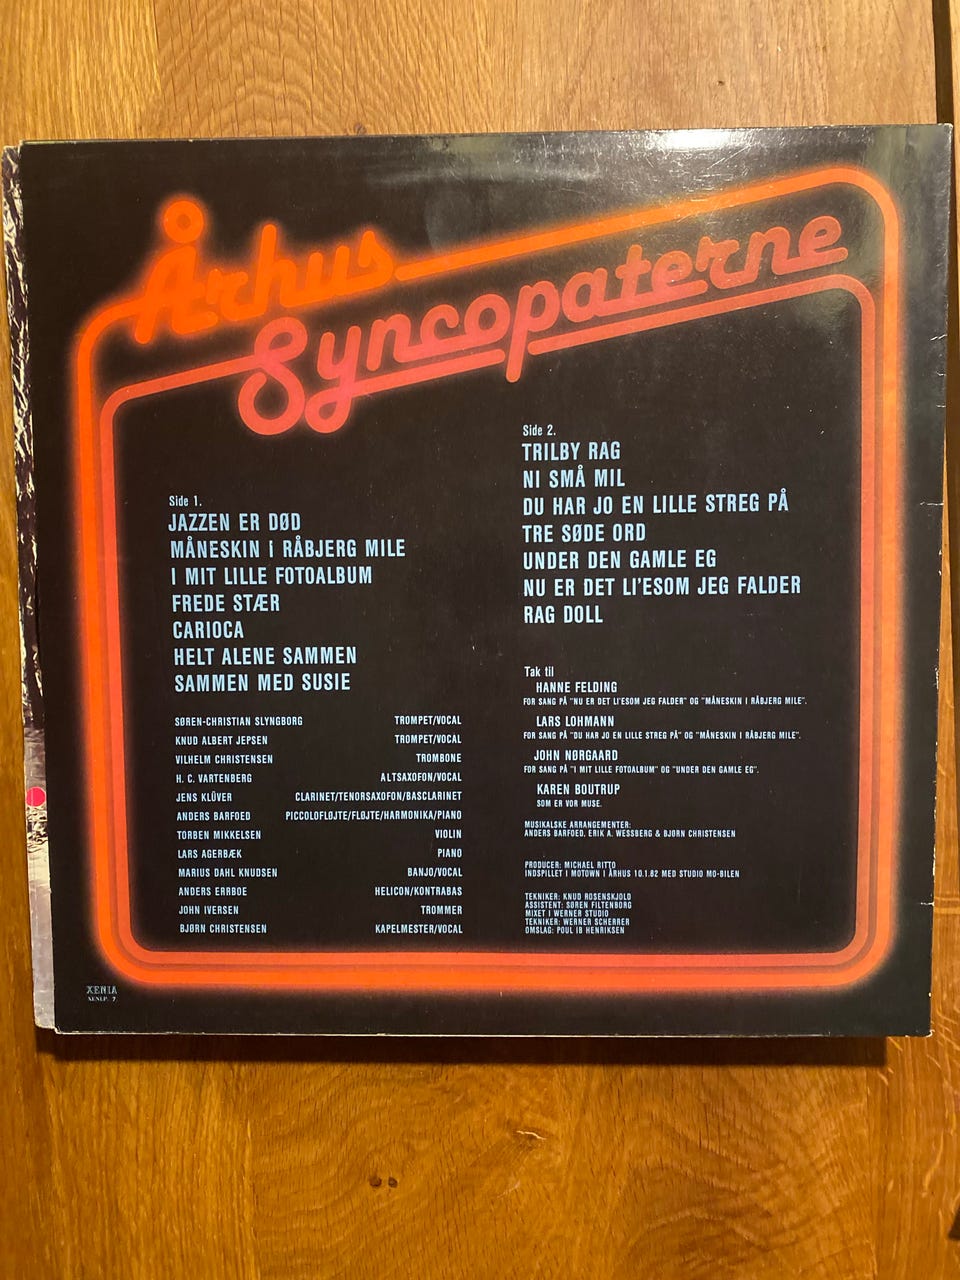 Århus
Syncopaterne
Side 1.
JAZZEN ER DØD
MÅNESKIN I RÅBJERG MILE
I MIT LILLE FOTOALBUM
FREDE STÆR
CARIOCA
HELT ALENE SAMMEN
SAMMEN MED SUSIE
SØREN-CHRISTIAN SLYNGBORG TROMPET/VOCAL
KNUD ALBERT JEPSEN TROMPET/VOCAL
VILHELM CHRISTENSEN TROMBONE
H. C. VARTENBERG ALTSAXOFON/VOCAL
JENS KLÜVER CLARINET/TENORSAXOFON/BASCLARINET
ANDERS BARFOED PICCOLOFLØJTE/FLØJTE/HARMONIKA/PIANO
TORBEN MIKKELSEN VIOLIN
LARS AGERBÆK PIANO
MARIUS DAHL KNUDSEN BANJO/VOCAL
ANDERS ERRBOE HELICON/KONTRABAS
JOHN IVERSEN TROMMER
BJØRN CHRISTENSEN KAPELMESTER/VOCAL
Side 2.
TRILBY RAG
NI SMÅ MIL
DU HAR JO EN LILLE STREG PÅ
TRE SØDE ORD
UNDER DEN GAMLE EG
NU ER DET LI'ESOM JEG FALDER
RAG DOLL
Tak til
HANNE FELDING
FOR SANG PÅ "NU ER DET LI'ESOM JEG FALDER" OG "MÅNESKIN I RÅBJERG MILE".
LARS LOHMANN
FOR SANG PÅ "DU HAR JO EN LILLE STREG PÅ" OG "MÅNESKIN I RÅBJERG MILE".
JOHN NØRGAARD
FOR SANG PÅ "I MIT LILLE FOTOALBUM" OG "UNDER DEN GAMLE EG".
KAREN BOUTRUP
SOM ER VOR MUSE.
MUSIKALSKE ARRANGEMENTER:
ANDERS BARFOED, ERIK A. WESSBERG & BJØRN CHRISTENSEN
PRODUCER: MICHAEL RITTO
INDSPILLET I MOTOWN I ÅRHUS 10.1.82 MED STUDIO MO-BILEN
TEKNIKER: KNUD ROSENSKJOLD
ASSISTENT: SØREN FILTENBORG
MIXET I WERNER STUDIO
TEKNIKER: WERNER SCHERRER
OMSLAG: POUL IB HENRIKSEN
XENIA
XENLP. 7